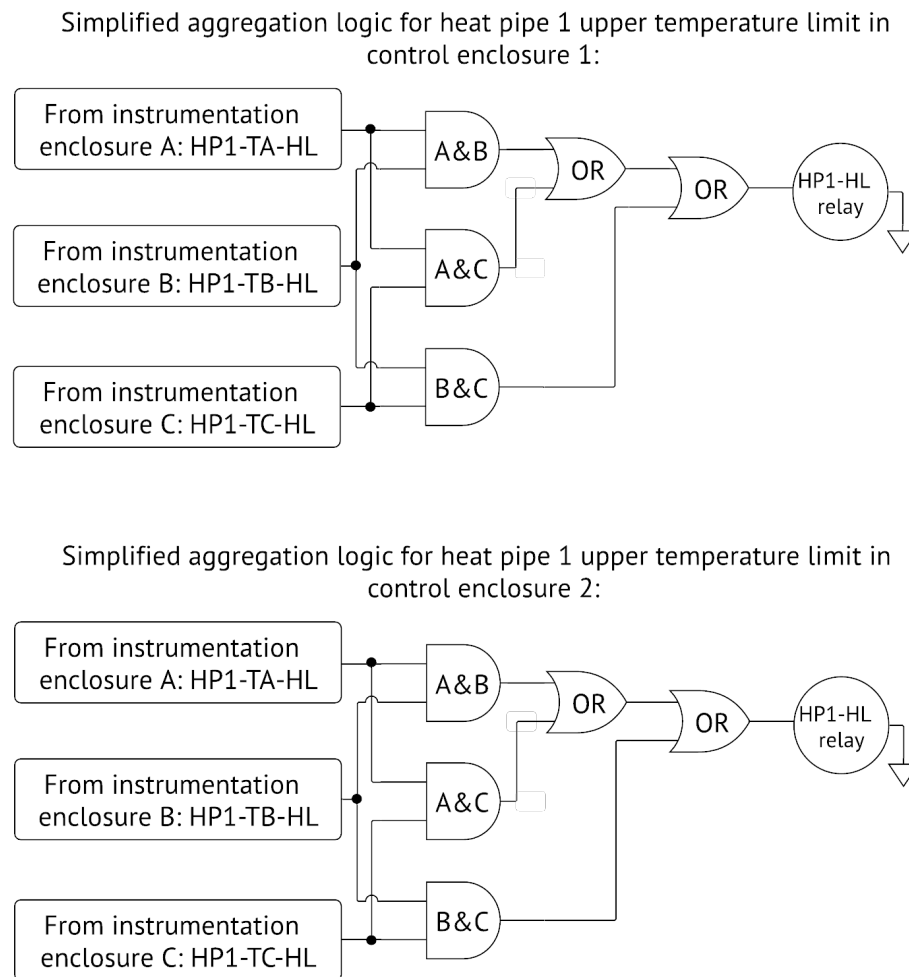 Simplified aggregation logic for heat pipe 1 upper temperature limit in
control enclosure 1:
From instrumentation
enclosure A: HP1-TA-HL
A&B
OR
OR
HP1-HL
relay
From instrumentation
enclosure B: HP1-TB-HL
A&C
From instrumentation
enclosure C: HP1-TC-HL
B&C
Simplified aggregation logic for heat pipe 1 upper temperature limit in
control enclosure 2:
From instrumentation
enclosure A: HP1-TA-HL
A&B
OR
OR
HP1-HL
relay
From instrumentation
enclosure B: HP1-TB-HL
A&C
From instrumentation
enclosure C: HP1-TC-HL
B&C